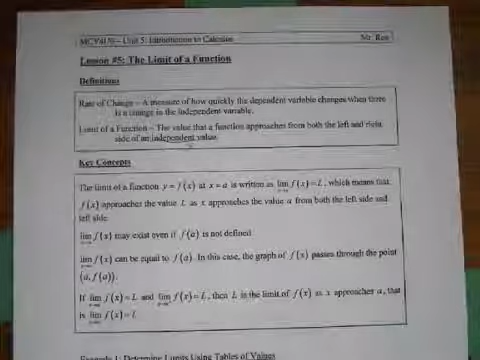 MCV4U – Unit 5: Introduction to Calculus
Lesson #5: The Limit of a Function
Definitions
Rate of Change – A measure of how quickly the dependent variable changes when there
is a change in the independent variable.
Limit of a Function – The value that a function approaches from both the left and right
side of an independent value.
Key Concepts
The limit of a function y = f(x) at x = a is written as lim f(x) = L, which means that
f(x) approaches the value L as x approaches the value a from both the left side and
left side.
lim f(x) may exist even if f(a) is not defined.
lim f(x) can be equal to f(a). In this case, the graph of f(x) passes through the point
(a, f(a)).
If lim f(x) = L and lim f(x) = L, then L is the limit of f(x) as x approaches a, that
is lim f(x) = L
Example 1: Determine Limits Using Tables of Values